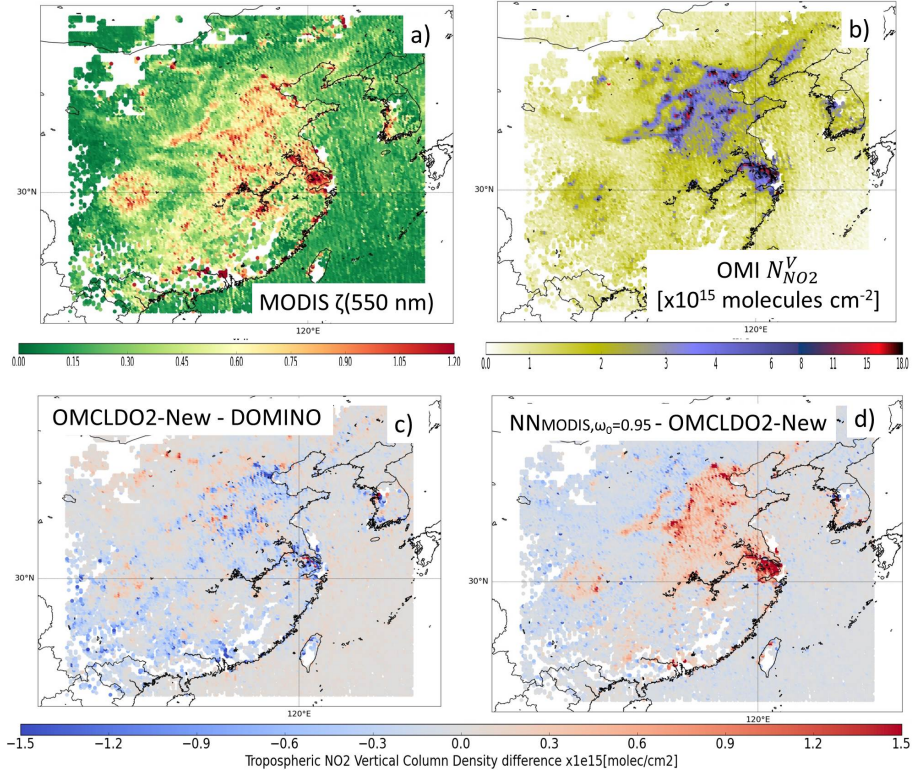 a)
30°N
MODIS ζ(550 nm)
120°E
0.00 0.15 0.30 0.45 0.60 0.75 0.90 1.05 1.20
b)
30°N
OMI N^V_NO2
[x10^15 molecules cm^-2]
120°E
0.0 1 2 3 4 6 8 11 15 18.0
OMCLDO2-New - DOMINO
c)
30°N
120°E
NN_MODIS,ω₀=0.95 - OMCLDO2-New
d)
30°N
120°E
−1.5 −1.2 −0.9 −0.6 −0.3 0.0 0.3 0.6 0.9 1.2 1.5
Tropospheric NO2 Vertical Column Density difference x1e15[molec/cm2]